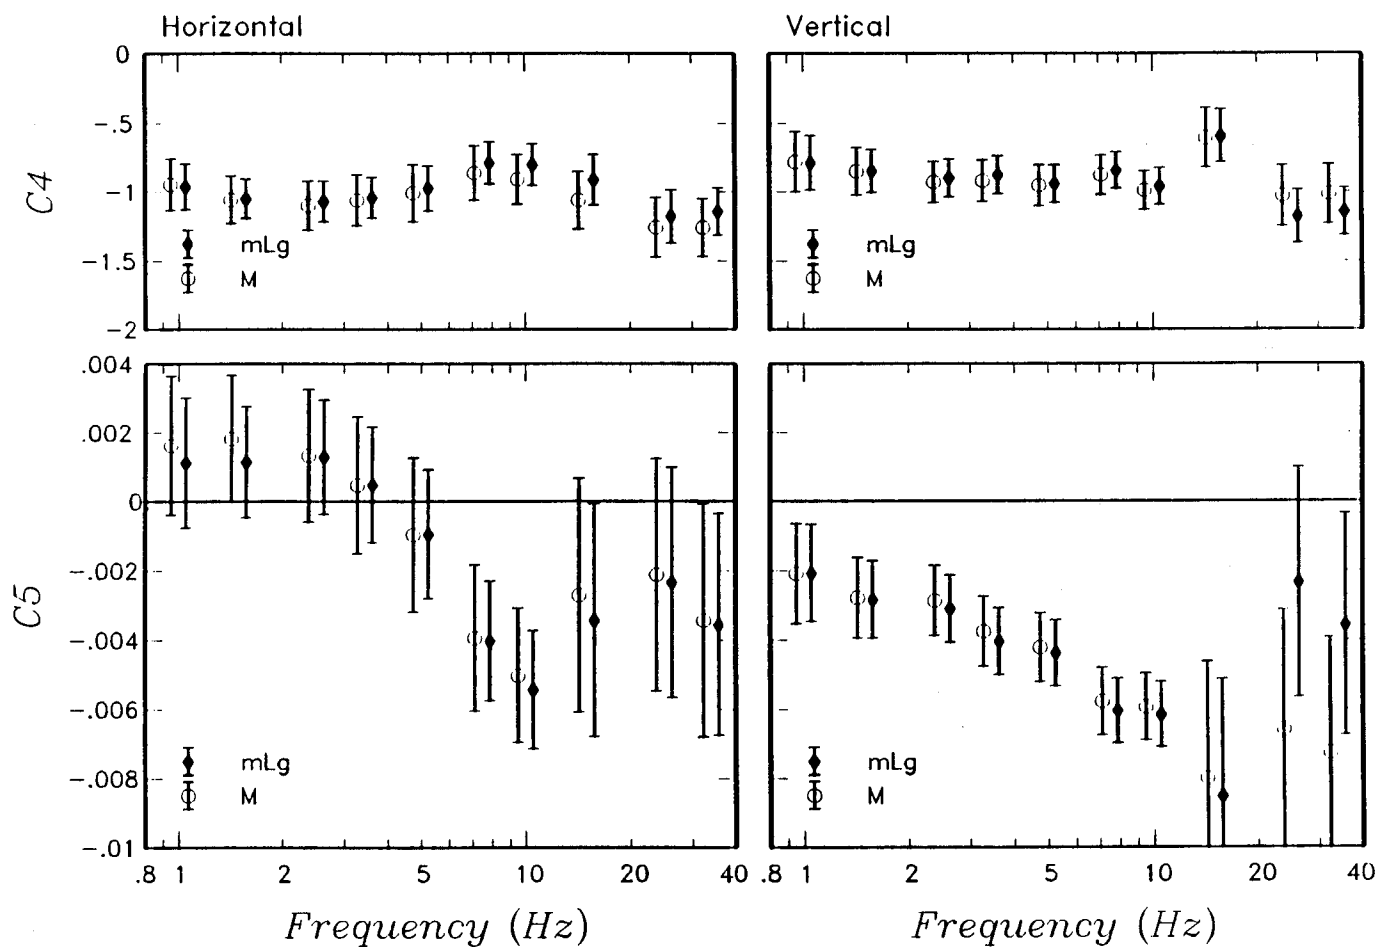 Horizontal Vertical
0
-.5
-1
-1.5
-2
C4
mLg
M
mLg
M
.004
.002
0
-.002
-.004
-.006
-.008
-.01
C5
mLg
M
mLg
M
.8 1 2 5 10 20 40
.8 1 2 5 10 20 40
Frequency (Hz) Frequency (Hz)